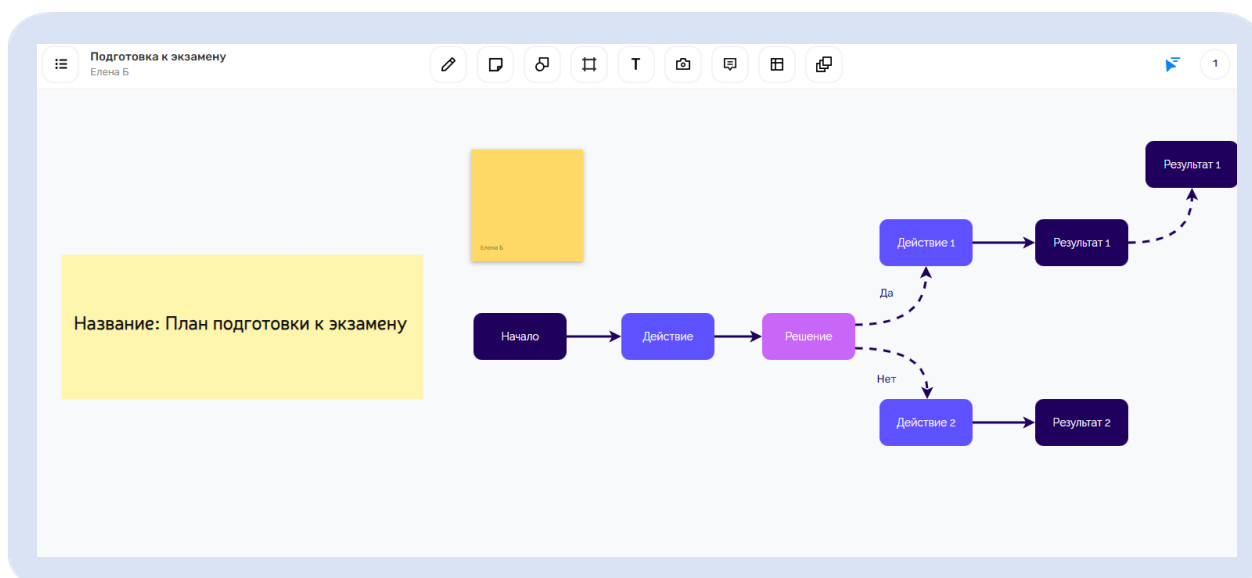 Подготовка к экзамену
Елена Б
T
1
Елена Б
Название: План подготовки к экзамену
Начало
Действие
Решение
Да
Нет
Действие 1
Результат 1
Результат 1
Действие 2
Результат 2